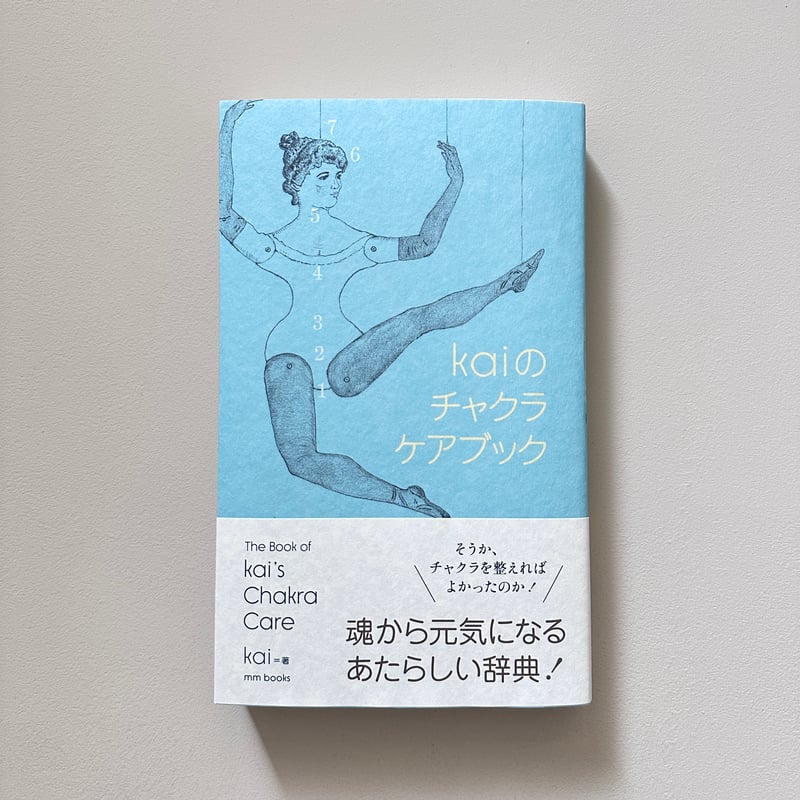 7
6
5
4
3
2
1
kaiの
チャクラ
ケアブック
The Book of
kai's
Chakra
Care
kai=著
mm books
そうか、
チャクラを整えれば
よかったのか!
魂から元気になる
あたらしい辞典!